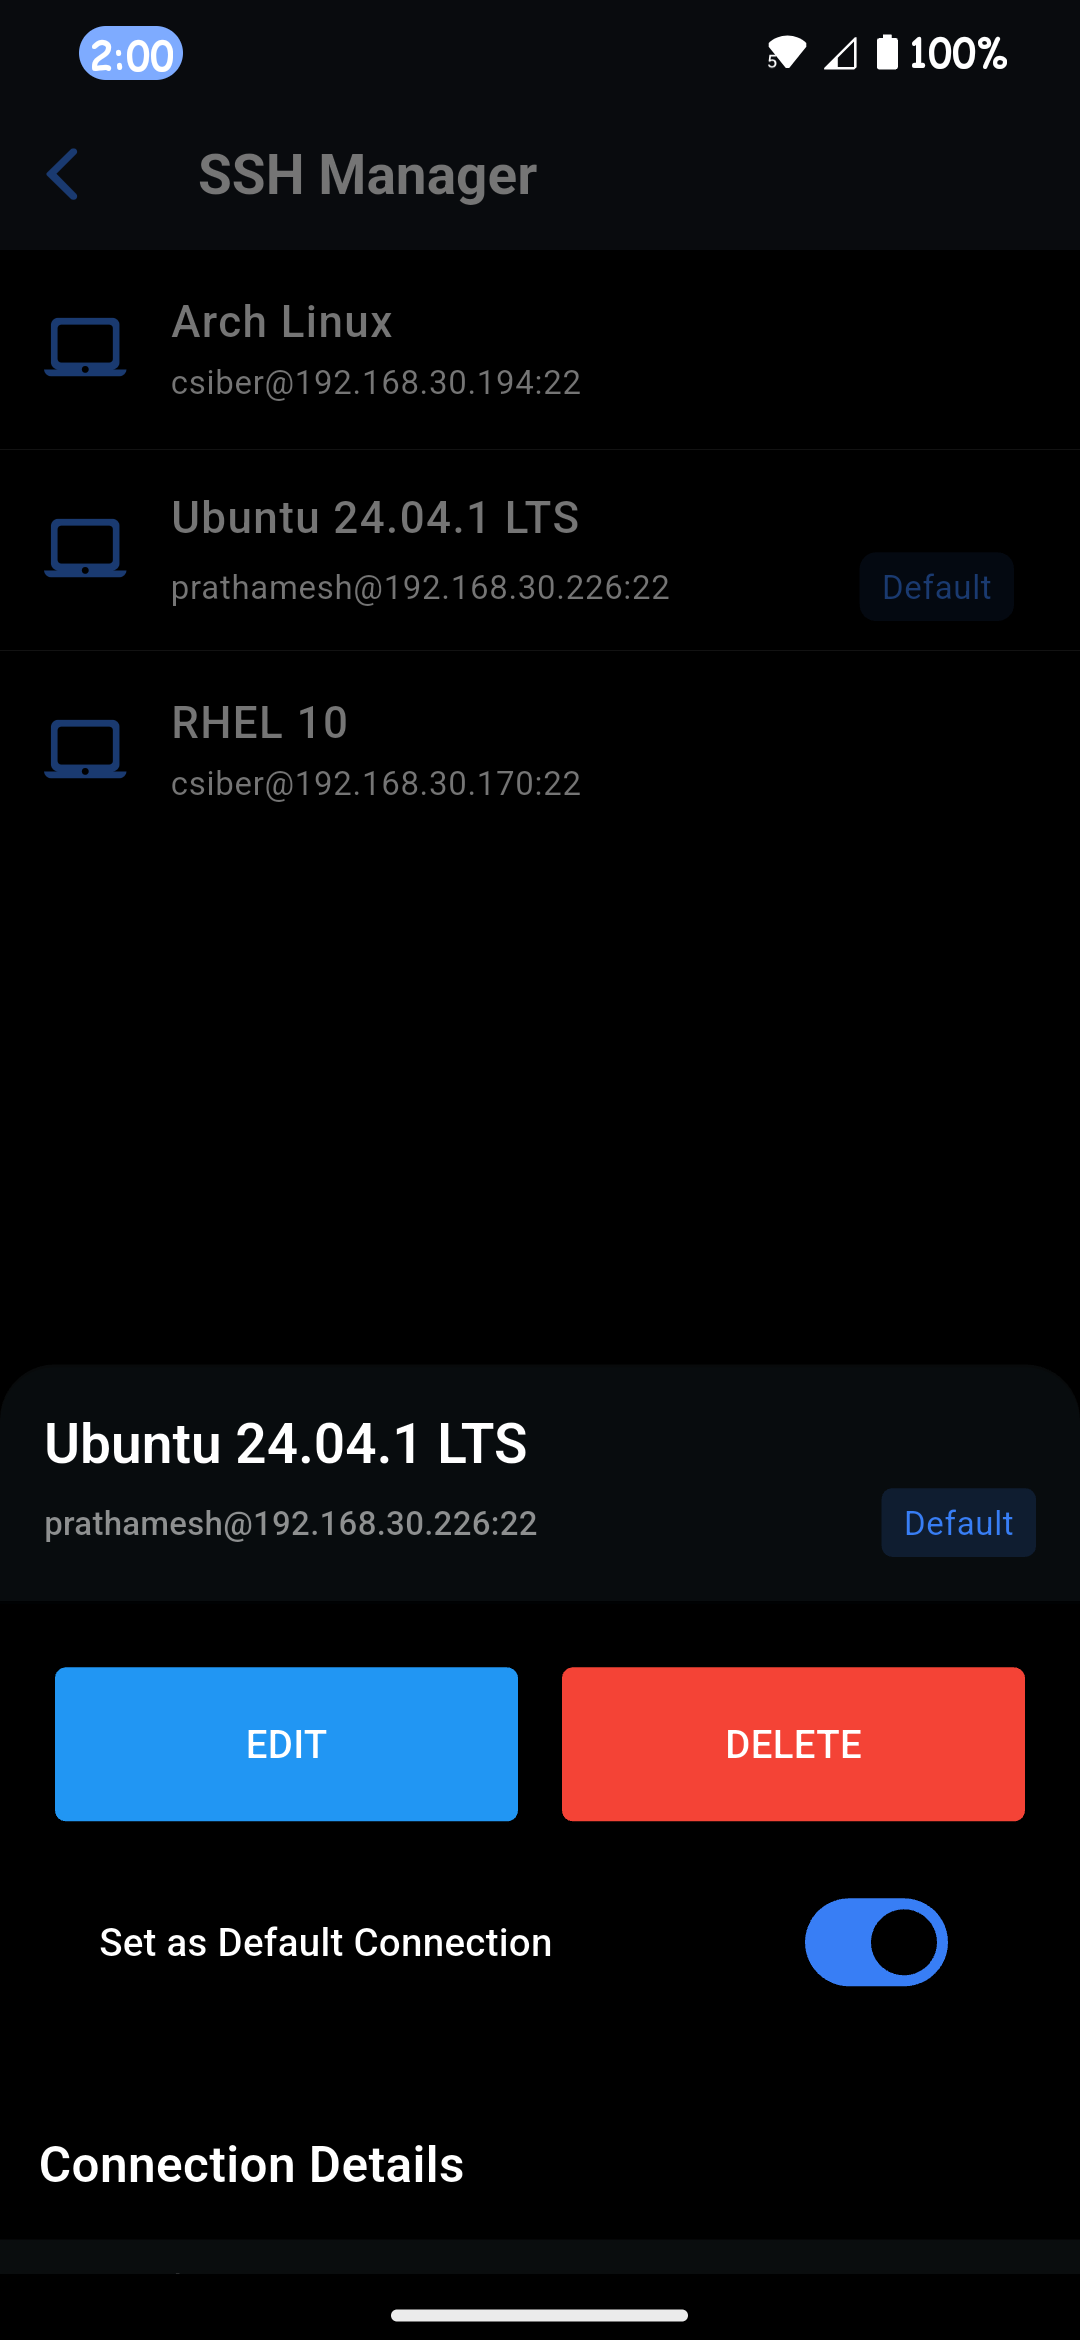 2:00
5
100%
SSH Manager
Arch Linux
csiber@192.168.30.194:22
Ubuntu 24.04.1 LTS
prathamesh@192.168.30.226:22
Default
RHEL 10
csiber@192.168.30.170:22
Ubuntu 24.04.1 LTS
prathamesh@192.168.30.226:22
Default
EDIT
DELETE
Set as Default Connection
Connection Details